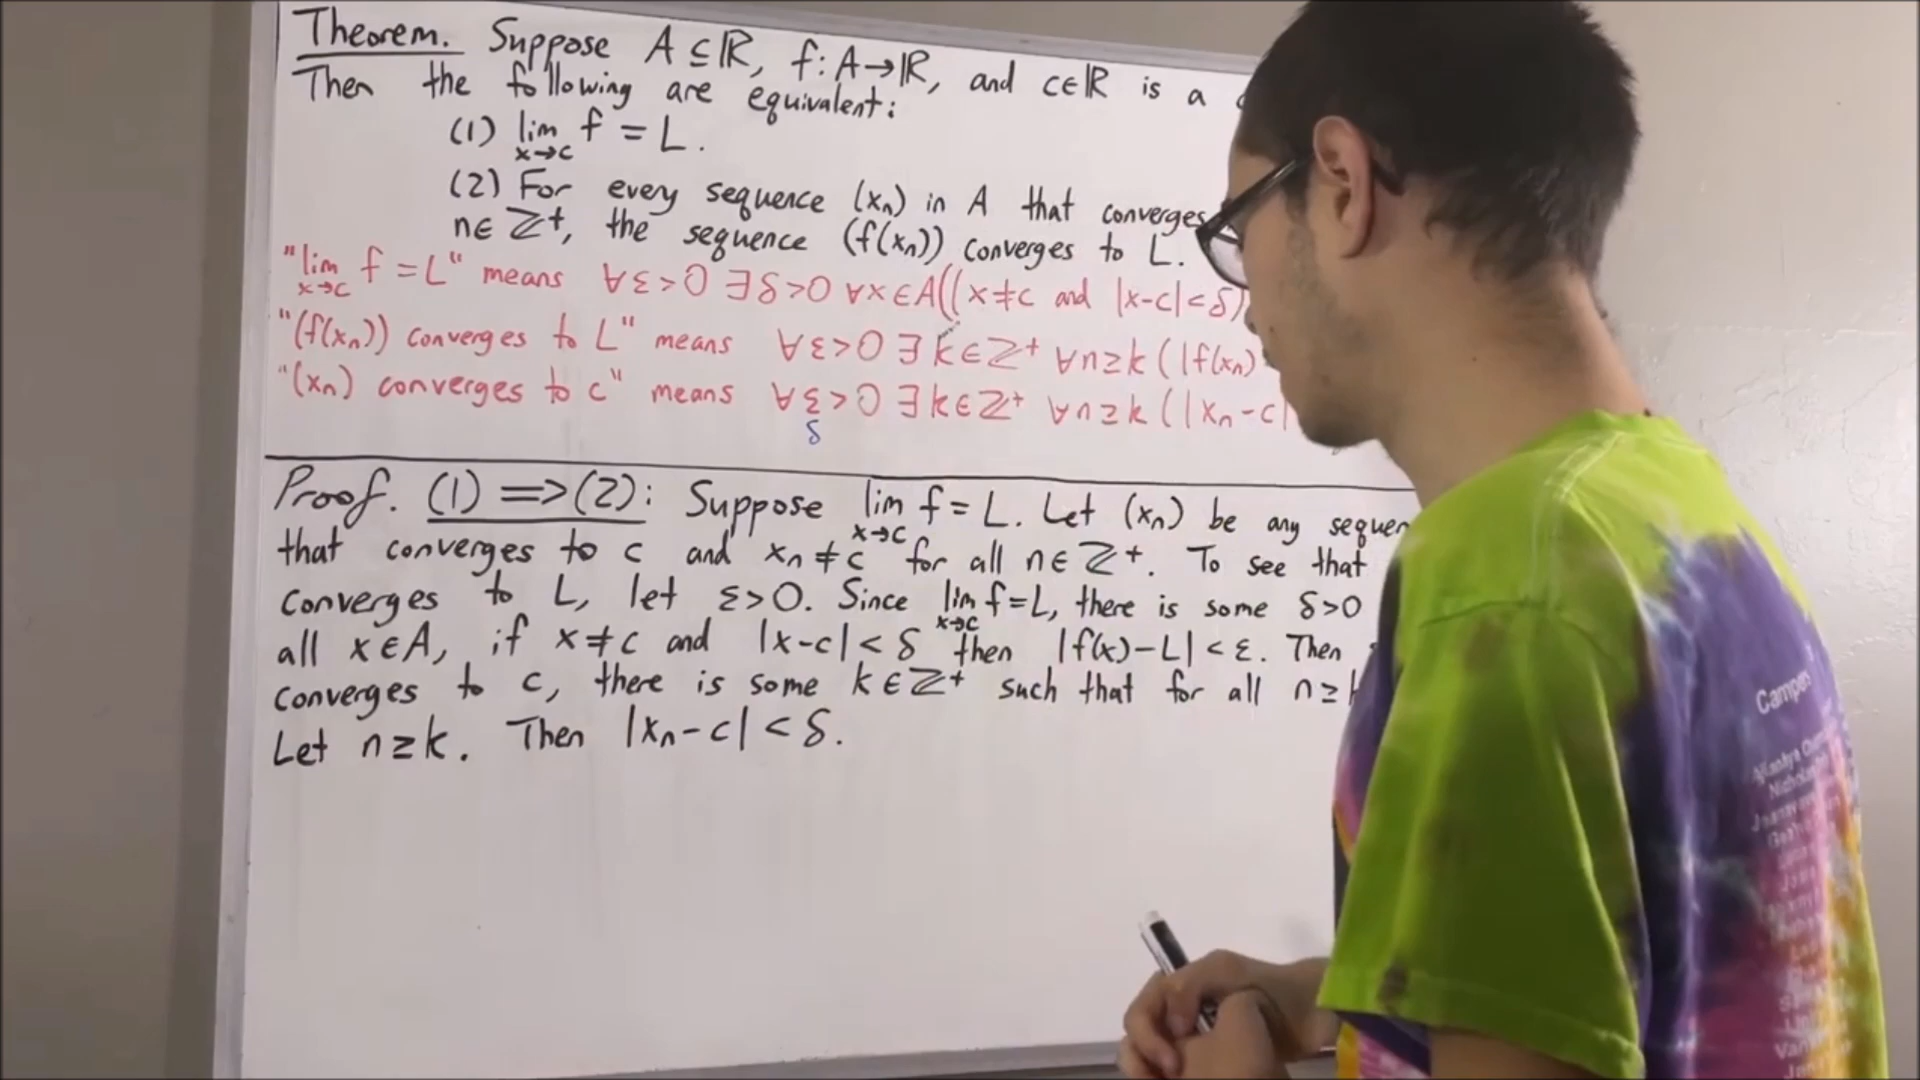 Theorem. Suppose A ⊆ ℝ, f: A→ℝ, and c∈ℝ is a
Then the following are equivalent:
(1) lim x→c f = L.
(2) For every sequence (xₙ) in A that converges
n∈ℤ⁺, the sequence (f(xₙ)) converges to L.
"lim x→c f = L" means ∀ε>0 ∃δ>0 ∀x∈A((x≠c and |x-c|<δ)
"(f(xₙ)) converges to L" means ∀ε>0 ∃k∈ℤ⁺ ∀n≥k (|f(xₙ)
"(xₙ) converges to c" means ∀ε>0 ∃k∈ℤ⁺ ∀n≥k (|xₙ-c|
δ
Proof. (1) ⟹ (2): Suppose lim x→c f = L. Let (xₙ) be any
that converges to c and xₙ≠c for all n∈ℤ⁺. To see that
converges to L, let ε>0. Since lim x→c f=L, there is some δ>0
all x∈A, if x≠c and |x-c|<δ then |f(x)-L|<ε. Then
converges to c, there is some k∈ℤ⁺ such that for all n≥
Let n≥k. Then |xₙ-c|<δ.